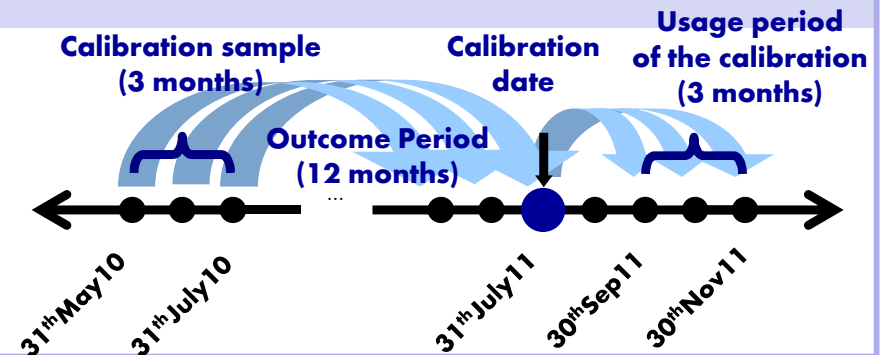 Calibration sample
(3 months)
Calibration
date
Usage period
of the calibration
(3 months)
Outcome Period
(12 months)
...
31thMay10
31thJuly10
31thJuly11
30thSep11
30thNov11